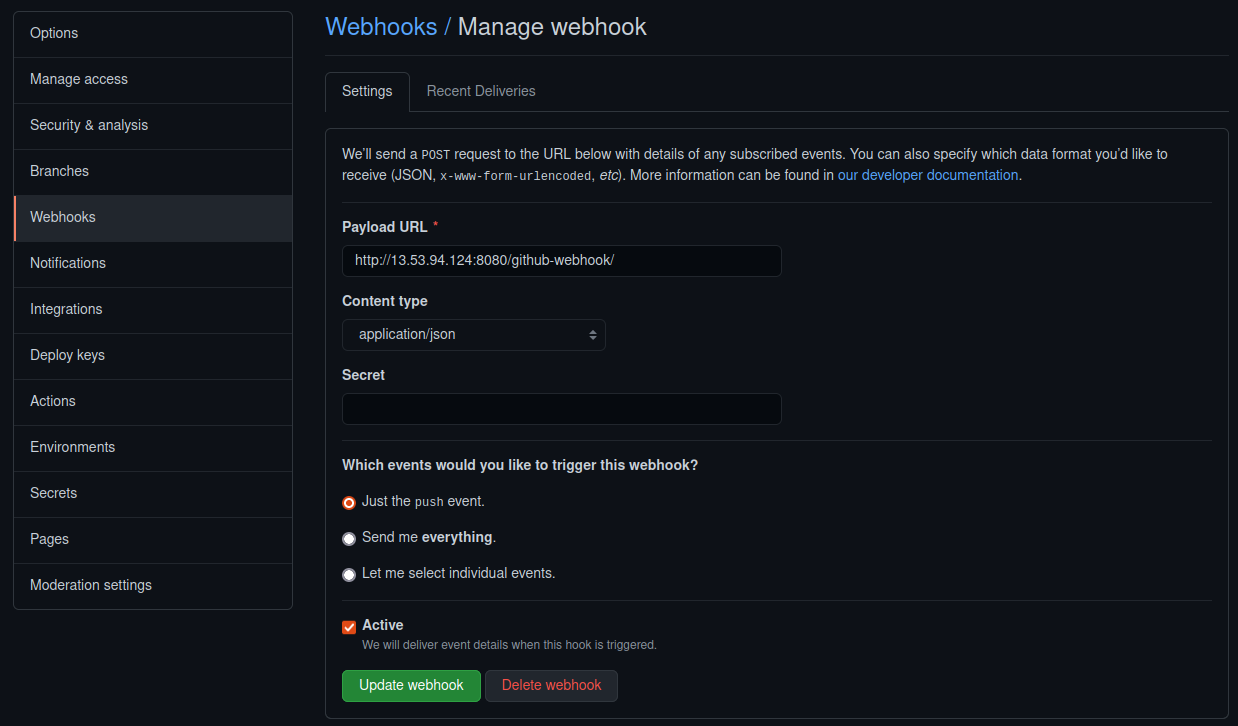 Options
Manage access
Security & analysis
Branches
Webhooks
Notifications
Integrations
Deploy keys
Actions
Environments
Secrets
Pages
Moderation settings
Webhooks / Manage webhook
Settings
Recent Deliveries
We'll send a POST request to the URL below with details of any subscribed events. You can also specify which data format you'd like to
receive (JSON, x-www-form-urlencoded, etc). More information can be found in our developer documentation.
Payload URL *
http://13.53.94.124:8080/github-webhook/
Content type
application/json
Secret
Which events would you like to trigger this webhook?
Just the push event.
Send me everything.
Let me select individual events.
Active
We will deliver event details when this hook is triggered.
Update webhook
Delete webhook